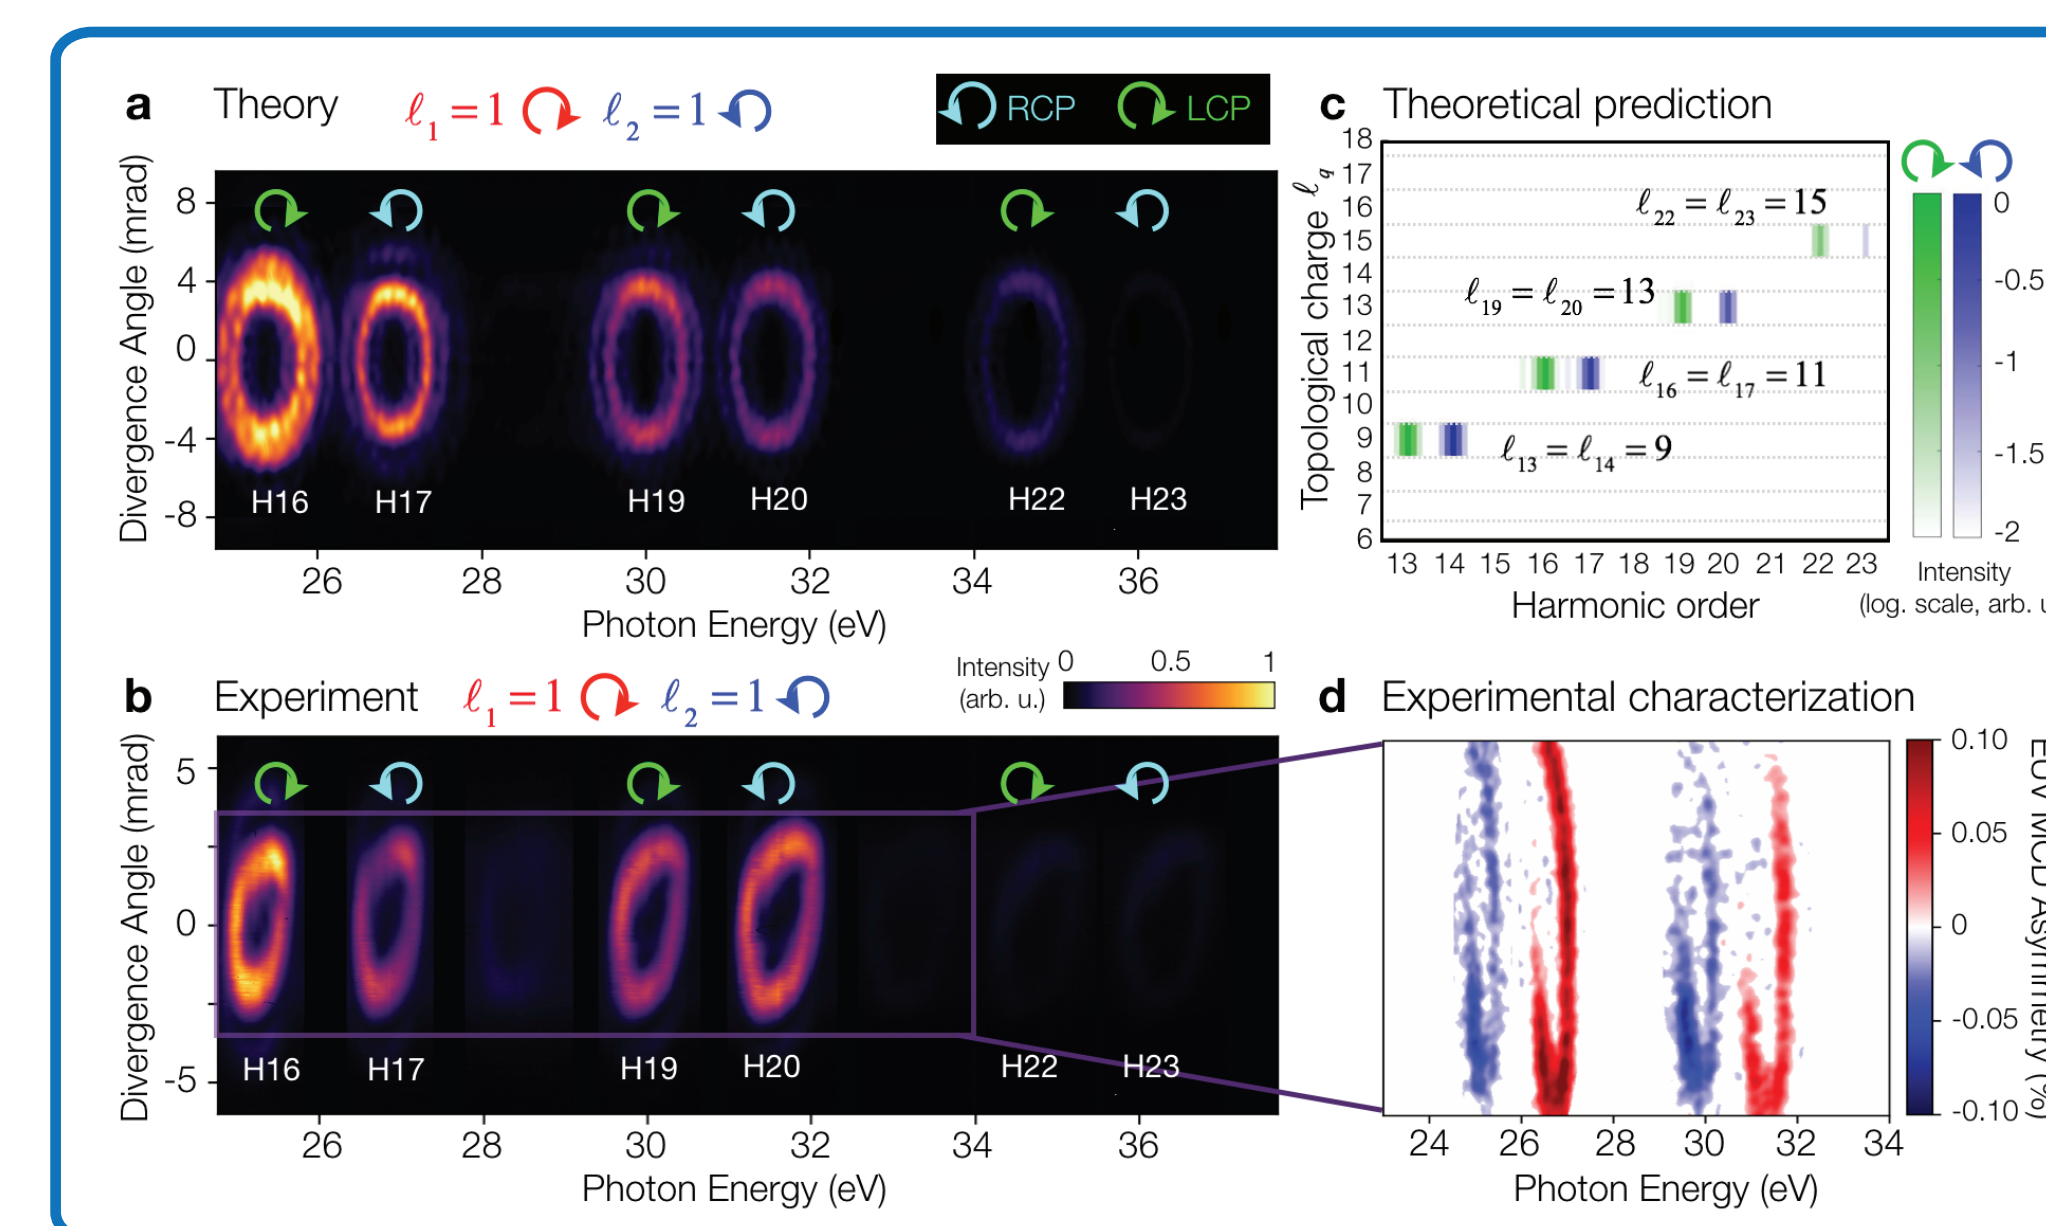 a Theory ℓ1 = 1 ℓ2 = 1
RCP LCP
Divergence Angle (mrad)
8
4
0
-4
-8
H16 H17 H19 H20 H22 H23
26 28 30 32 34 36
Photon Energy (eV)
b Experiment ℓ1 = 1 ℓ2 = 1
Intensity (arb. u.)
0 0.5 1
Divergence Angle (mrad)
5
0
-5
H16 H17 H19 H20 H22 H23
26 28 30 32 34 36
Photon Energy (eV)
c Theoretical prediction
Topological charge ℓq
18
17
16
15
14
13
12
11
10
9
8
7
6
ℓ22 = ℓ23 = 15
ℓ19 = ℓ20 = 13
ℓ16 = ℓ17 = 11
ℓ13 = ℓ14 = 9
13 14 15 16 17 18 19 20 21 22 23
Harmonic order
0
-0.5
-1
-1.5
-2
Intensity
(log. scale, arb.
d Experimental characterization
0.10
0.05
0
-0.05
-0.10
EUV MCD Asymmetry (%)
24 26 28 30 32 34
Photon Energy (eV)